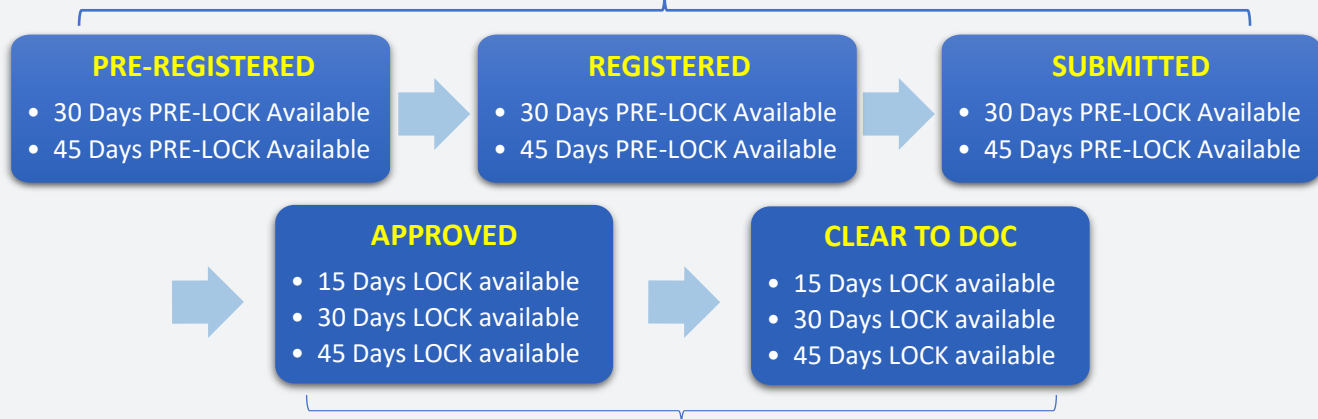 PRE-REGISTERED
• 30 Days PRE-LOCK Available
• 45 Days PRE-LOCK Available
REGISTERED
• 30 Days PRE-LOCK Available
• 45 Days PRE-LOCK Available
SUBMITTED
• 30 Days PRE-LOCK Available
• 45 Days PRE-LOCK Available
APPROVED
• 15 Days LOCK available
• 30 Days LOCK available
• 45 Days LOCK available
CLEAR TO DOC
• 15 Days LOCK available
• 30 Days LOCK available
• 45 Days LOCK available